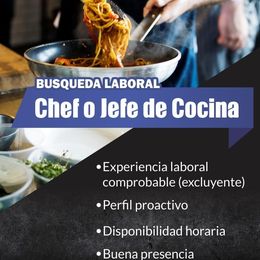 BUSQUEDA LABORAL
Chef o Jefe de Cocina
•Experiencia laboral
comprobable (excluyente)
•Perfil proactivo
•Disponibilidad horaria
•Buena presencia